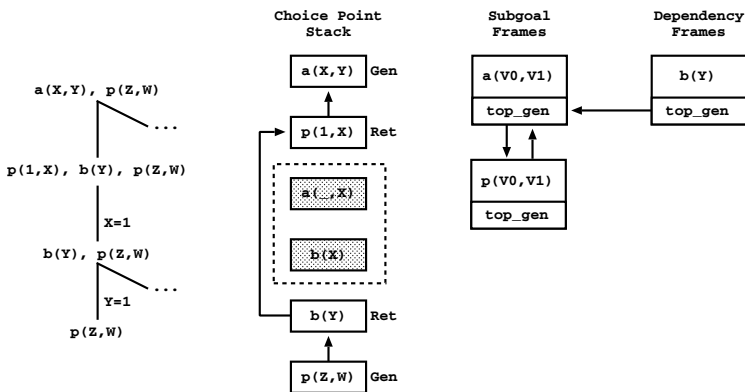 Choice Point
Stack
Subgoal
Frames
Dependency
Frames
a(X,Y), p(Z,W)
...
p(1,X), b(Y), p(Z,W)
X=1
b(Y), p(Z,W)
...
Y=1
p(Z,W)
a(X,Y) Gen
p(1,X) Ret
a(_,X)
b(X)
b(Y) Ret
p(Z,W) Gen
a(V0,V1)
top_gen
p(V0,V1)
top_gen
b(Y)
top_gen